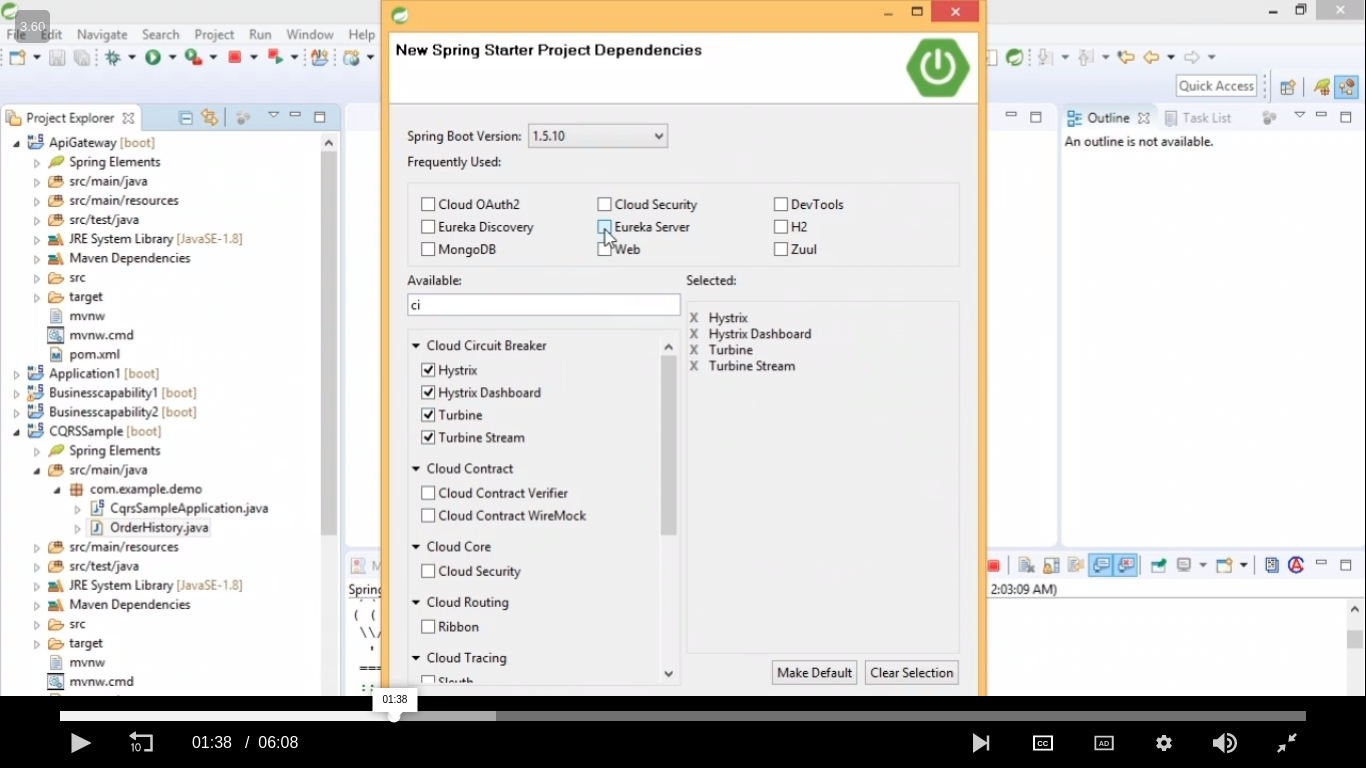 3.60
File Edit Navigate Search Project Run Window Help
New Spring Starter Project Dependencies
Quick Access
Project Explorer
ApiGateway [boot]
Spring Elements
src/main/java
src/main/resources
src/test/java
JRE System Library [JavaSE-1.8]
Maven Dependencies
src
target
mvnw
mvnw.cmd
pom.xml
Application1 [boot]
Businesscapability1 [boot]
Businesscapability2 [boot]
CQRSSample [boot]
Spring Elements
src/main/java
com.example.demo
CqrsSampleApplication.java
OrderHistory.java
src/main/resources
src/test/java
JRE System Library [JavaSE-1.8]
Maven Dependencies
src
target
mvnw
mvnw.cmd
Spring Boot Version: 1.5.10
Frequently Used:
Cloud OAuth2 Cloud Security DevTools
Eureka Discovery Eureka Server H2
MongoDB Web Zuul
Available:
ci
Cloud Circuit Breaker
Hystrix
Hystrix Dashboard
Turbine
Turbine Stream
Cloud Contract
Cloud Contract Verifier
Cloud Contract WireMock
Cloud Core
Cloud Security
Cloud Routing
Ribbon
Cloud Tracing
Sleuth
Selected:
X Hystrix
X Hystrix Dashboard
X Turbine
X Turbine Stream
Make Default Clear Selection
Outline Task List
An outline is not available.
M
Spring
2:03:09 AM)
( (
\\/
'
===
::
01:38
10 01:38 / 06:08
CC AD